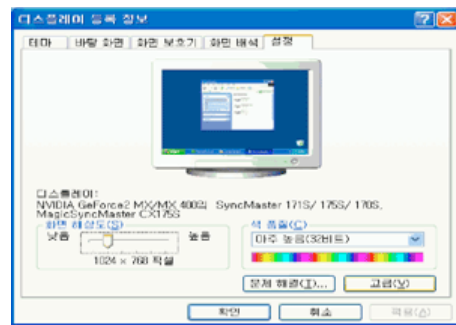 디스플레이 등록 정보
테마 바탕 화면 화면 보호기 화면 배색 설정
디스플레이:
NVIDIA GeForce2 MX/MX 400의 SyncMaster 171S/ 175S/ 170S,
MagicSyncMaster CX175S
화면 해상도(S) 색 품질(C)
낮음 높음 아주 높음(32비트)
1024 x 768 픽셀
문제 해결(T)... 고급(V)
확인 취소 적용(A)